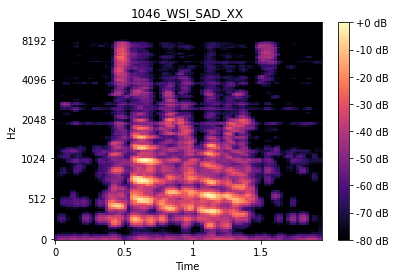 1046_WSI_SAD_XX
+0 dB
8192
-10 dB
4096
-20 dB
-30 dB
2048
Hz
-40 dB
1024
-50 dB
512
-60 dB
-70 dB
0
-80 dB
0
0.5
1
1.5
Time